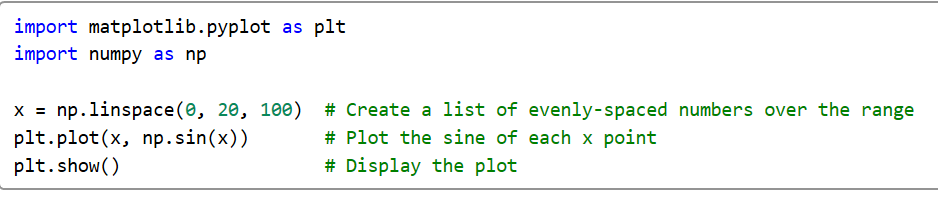 import matplotlib.pyplot as plt
import numpy as np

x = np.linspace(0, 20, 100)  # Create a list of evenly-spaced numbers over the range
plt.plot(x, np.sin(x))       # Plot the sine of each x point
plt.show()                   # Display the plot